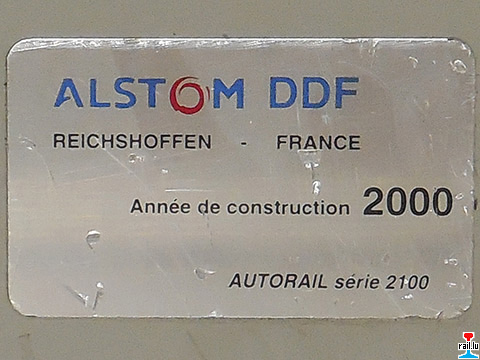 ALSTOM DDF
REICHSHOFFEN - FRANCE
Année de construction 2000
AUTORAIL série 2100
rail.lu